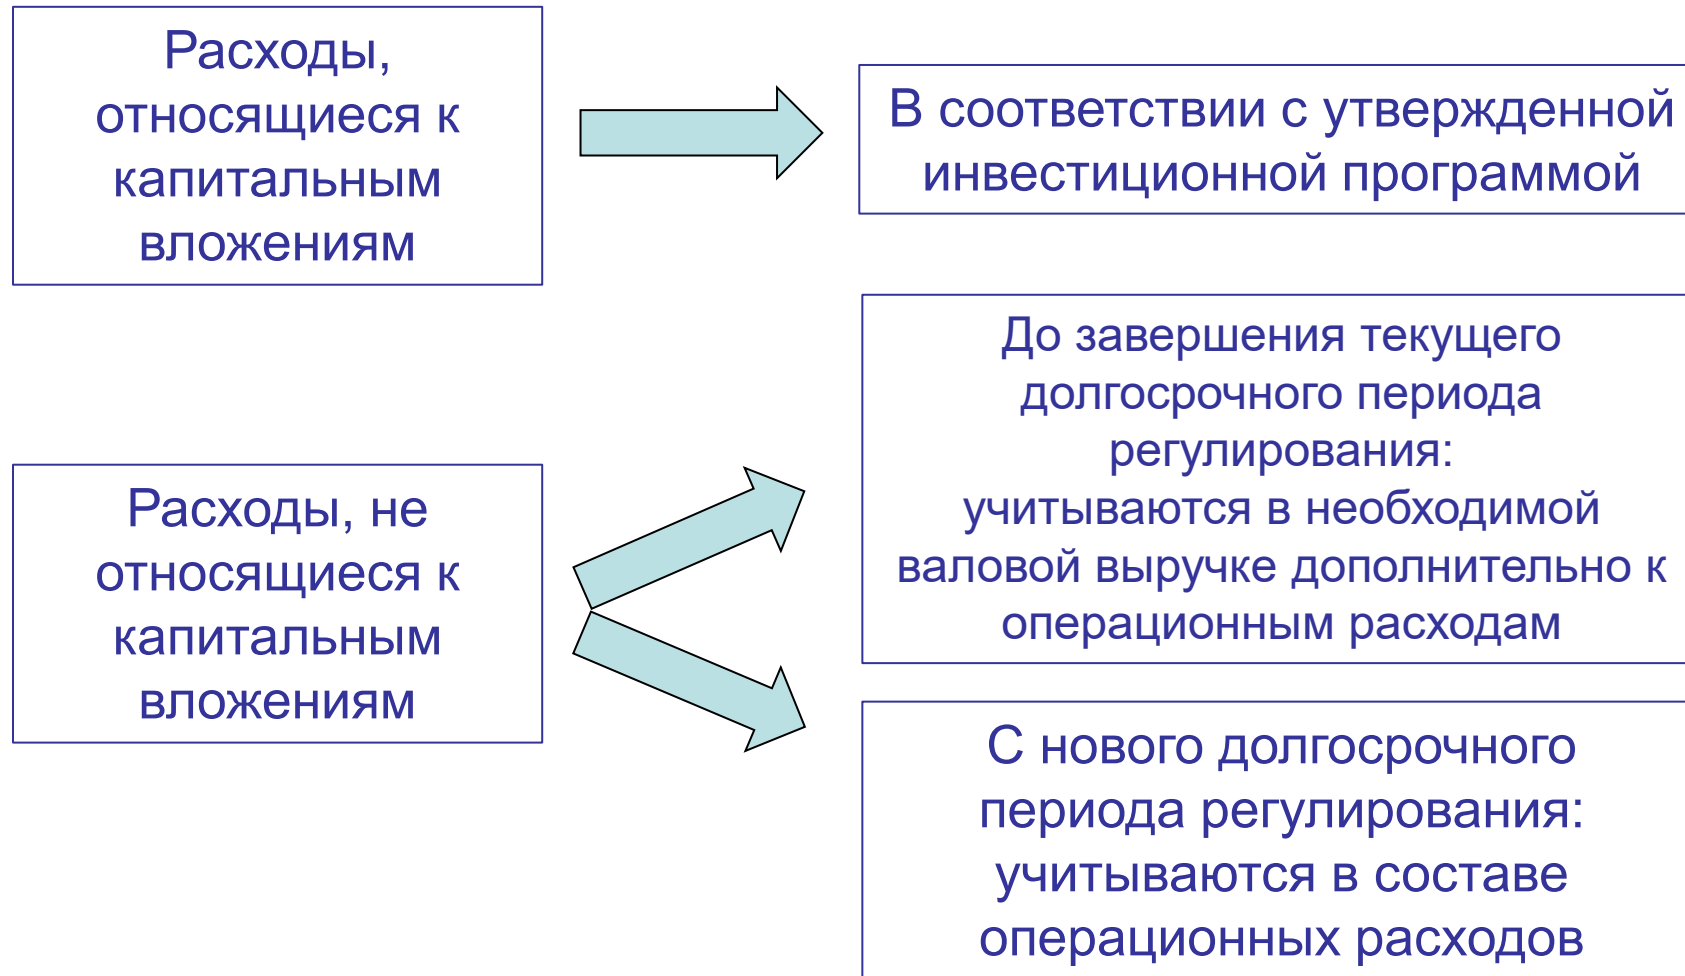 Расходы,
относящиеся к
капитальным
вложениям
В соответствии с утвержденной
инвестиционной программой
Расходы, не
относящиеся к
капитальным
вложениям
До завершения текущего
долгосрочного периода
регулирования:
учитываются в необходимой
валовой выручке дополнительно к
операционным расходам
С нового долгосрочного
периода регулирования:
учитываются в составе
операционных расходов